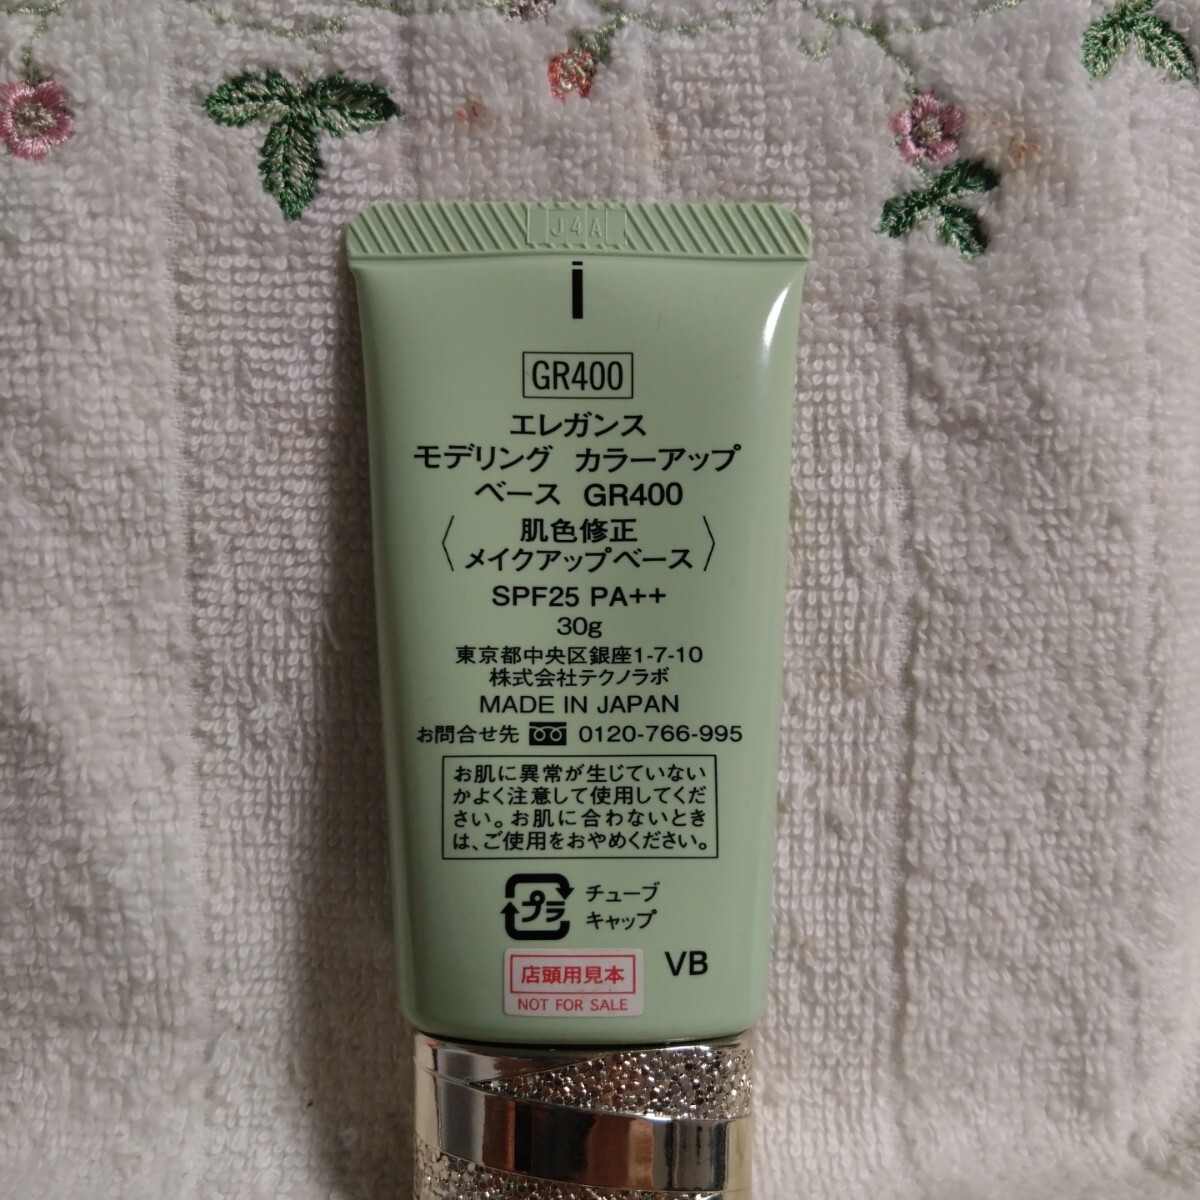 J4A
i
GR400
エレガンス
モデリング カラーアップ
ベース GR400
〈肌色修正
メイクアップベース〉
SPF25 PA++
30g
東京都中央区銀座1-7-10
株式会社テクノラボ
MADE IN JAPAN
お問合せ先 0120-766-995
お肌に異常が生じていない
かよく注意して使用してくだ
さい。お肌に合わないとき
は、ご使用をおやめください。
プラ チューブ
キャップ
VB
店頭用見本
NOT FOR SALE